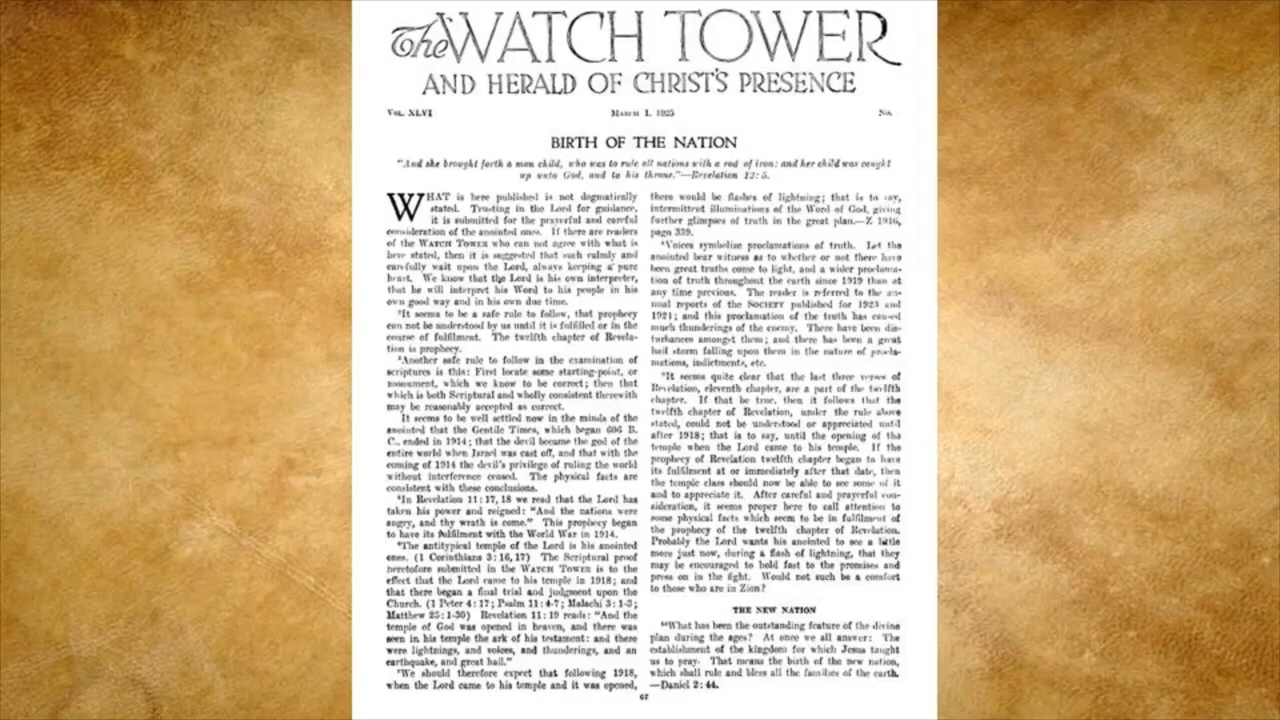 The WATCH TOWER
AND HERALD OF CHRIST'S PRESENCE
VOL. XLVI MARCH 1, 1925 No.
BIRTH OF THE NATION
"And she brought forth a man child, who was to rule all nations with a rod of iron: and her child was caught
up unto God, and to his throne."—Revelation 12:5.
WHAT is here published is not dogmatically
stated. Trusting in the Lord for guidance,
it is submitted for the prayerful and careful
consideration of the anointed ones. If there are readers
of the WATCH TOWER who can not agree with what is
here stated, then it is suggested that such calmly and
carefully wait upon the Lord, always keeping a pure
heart. We know that the Lord is his own interpreter,
that he will interpret his Word to his people in his
own good way and in his own due time.
It seems to be a safe rule to follow, that prophecy
can not be understood by us until it is fulfilled or in the
course of fulfilment. The twelfth chapter of Revela-
tion is prophecy.
Another safe rule to follow in the examination of
scriptures is this: First locate some starting-point, or
monument, which we know to be correct; then that
which is both Scriptural and wholly consistent therewith
may be reasonably accepted as correct.
It seems to be well settled now in the minds of the
anointed that the Gentile Times, which began 606 B.
C., ended in 1914; that the devil became the god of the
entire world when Israel was cast off, and that with the
coming of 1914 the devil's privilege of ruling the world
without interference ceased. The physical facts are
consistent with these conclusions.
In Revelation 11:17, 18 we read that the Lord has
taken his power and reigned: "And the nations were
angry, and thy wrath is come." This prophecy began
to have its fulfilment with the World War in 1914.
The antitypical temple of the Lord is his anointed
ones. (1 Corinthians 3:16, 17) The Scriptural proof
heretofore submitted in the WATCH TOWER is to the
effect that the Lord came to his temple in 1918; and
that there began a final trial and judgment upon the
Church. (1 Peter 4:17; Psalm 11:4-7; Malachi 3:1-3;
Matthew 25:1-30) Revelation 11:19 reads: "And the
temple of God was opened in heaven, and there was
seen in his temple the ark of his testament: and there
were lightnings, and voices, and thunderings, and an
earthquake, and great hail."
We should therefore expect that following 1918,
when the Lord came to his temple and it was opened,
there would be flashes of lightning; that is to say,
intermittent illuminations of the Word of God, giving
further glimpses of truth in the great plan.—Z 1916,
page 339.
Voices symbolize proclamations of truth. Let the
anointed bear witness as to whether or not there have
been great truths come to light, and a wider proclama-
tion of truth throughout the earth since 1919 than at
any time previous. The reader is referred to the an-
nual reports of the SOCIETY published for 1923 and
1924; and this proclamation of the truth has caused
much thunderings of the enemy. There have been dis-
turbances amongst them; and there has been a great
hail storm falling upon them in the nature of procla-
mations, indictments, etc.
It seems quite clear that the last three verses of
Revelation, eleventh chapter, are a part of the twelfth
chapter. If that be true, then it follows that the
twelfth chapter of Revelation, under the rule above
stated, could not be understood or appreciated until
after 1918; that is to say, until the opening of the
temple when the Lord came to his temple. If the
prophecy of Revelation twelfth chapter began to have
its fulfilment at or immediately after that date, then
the temple class should now be able to see some of it
and to appreciate it. After careful and prayerful con-
sideration, it seems proper here to call attention to
some physical facts which seem to be in fulfilment of
the prophecy of the twelfth chapter of Revelation.
Probably the Lord wants his anointed to see a little
more just now, during a flash of lightning, that they
may be encouraged to hold fast to the promises and
press on in the fight. Would not such be a comfort
to those who are in Zion?
THE NEW NATION
What has been the outstanding feature of the divine
plan during the ages? At once we all answer: The
establishment of the kingdom for which Jesus taught
us to pray. That means the birth of the new nation,
which shall rule and bless all the families of the earth.
—Daniel 2:44.
67